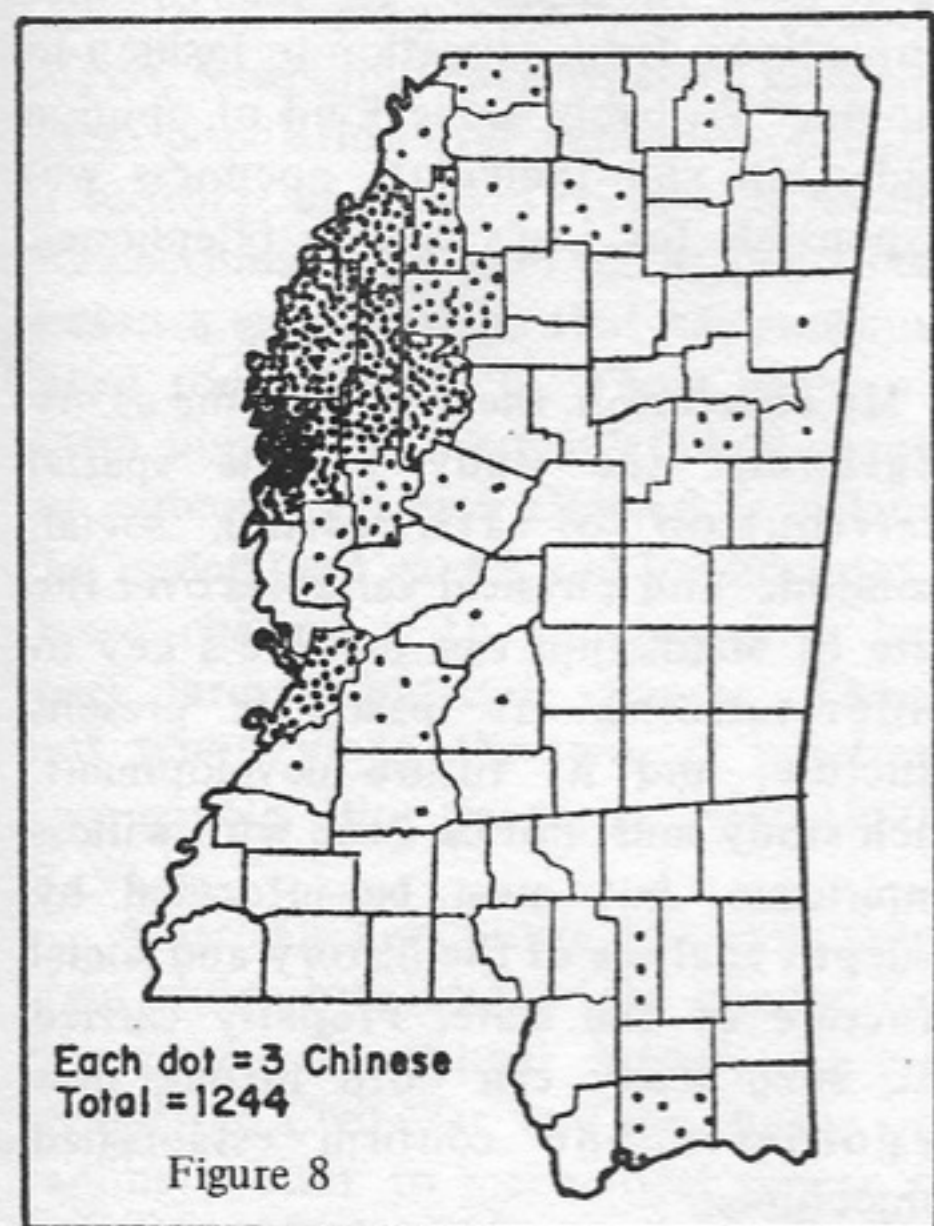 Each dot = 3 Chinese
Total = 1244
Figure 8